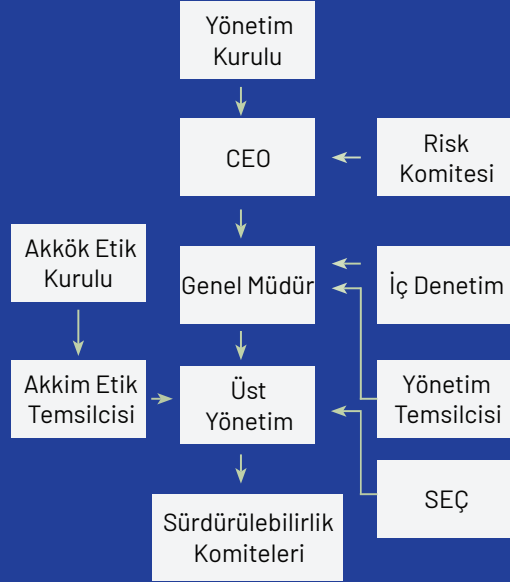 Yönetim
Kurulu
CEO
Risk
Komitesi
Akkök Etik
Kurulu
Genel Müdür
İç Denetim
Akkim Etik
Temsilcisi
Üst
Yönetim
Yönetim
Temsilcisi
SEÇ
Sürdürülebilirlik
Komiteleri